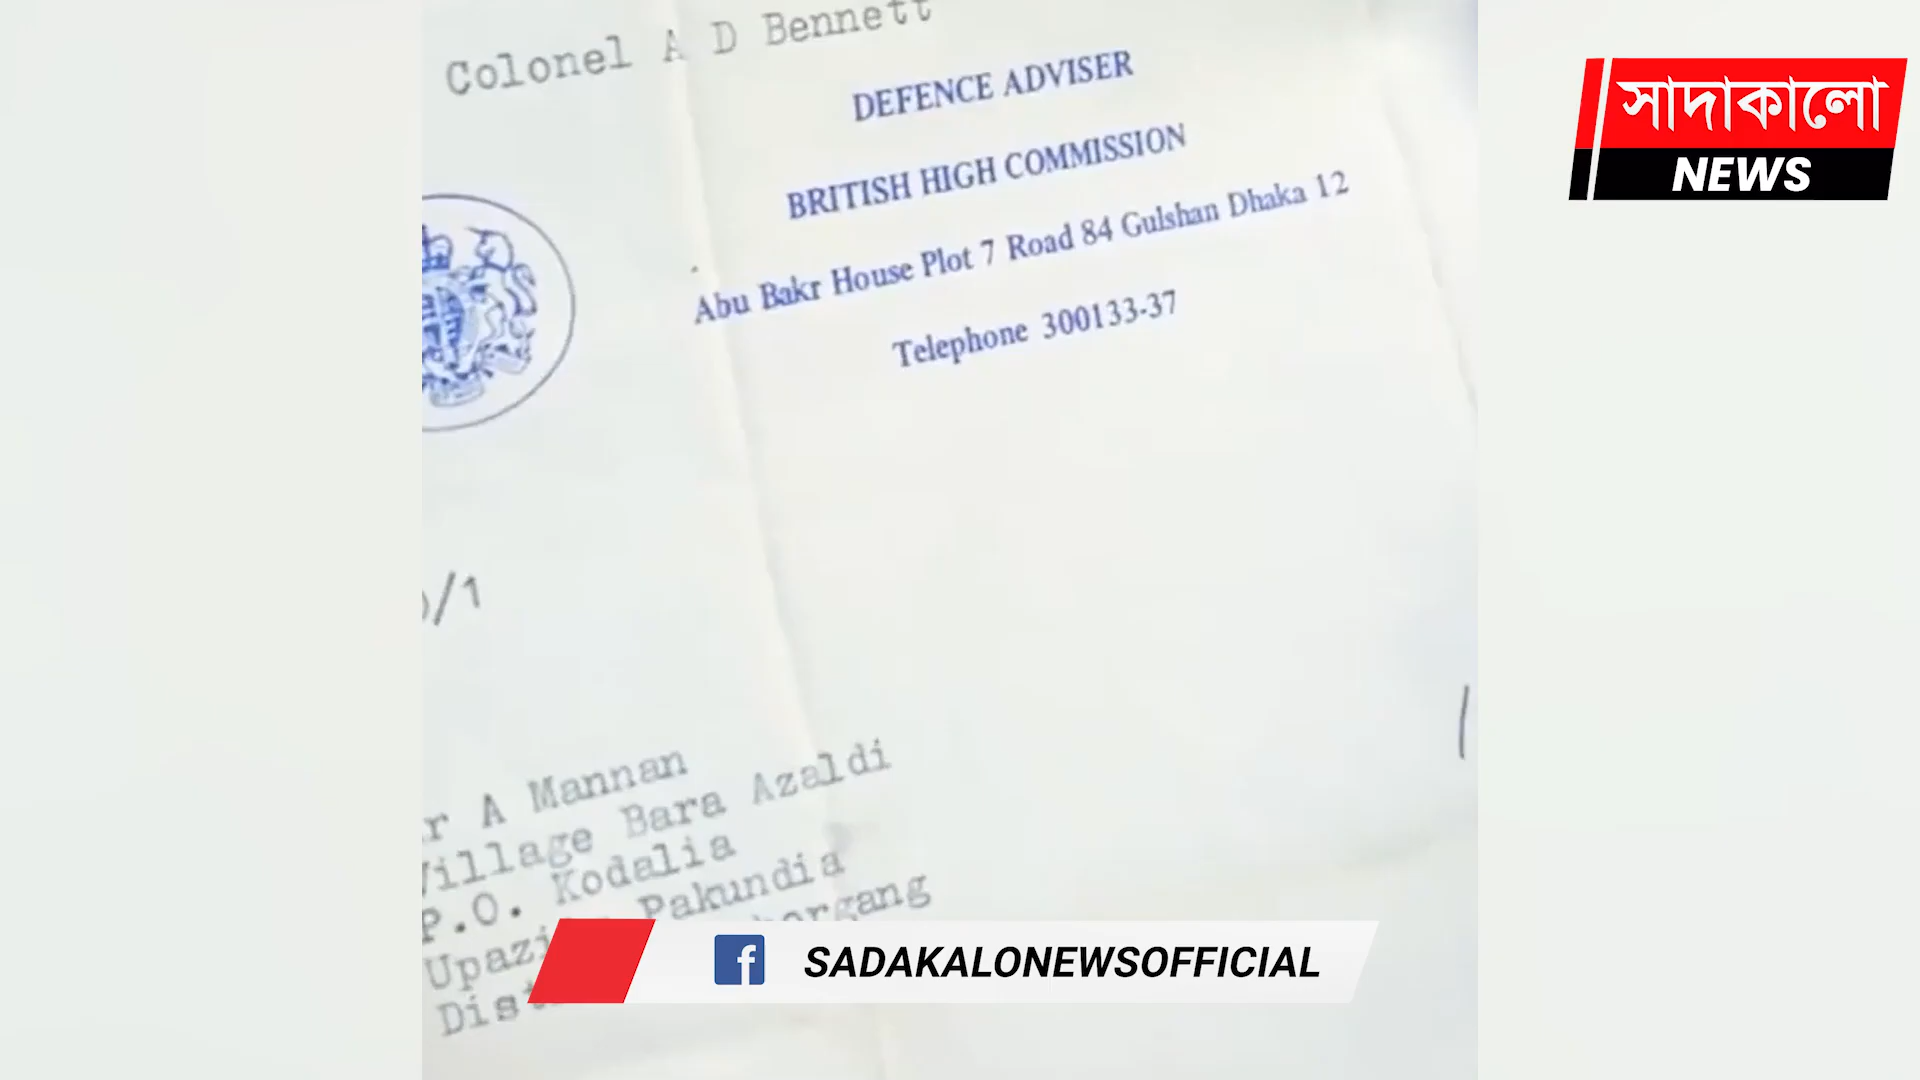 Colonel A D Bennett
DEFENCE ADVISER
BRITISH HIGH COMMISSION
Abu Bakr House Plot 7 Road 84 Gulshan Dhaka 12
Telephone 300133-37
/1
r A Mannan
Village Bara Azaldi
P.O. Kodalia
Pakundia
সাদাকালো
NEWS
SADAKALONEWSOFFICIAL